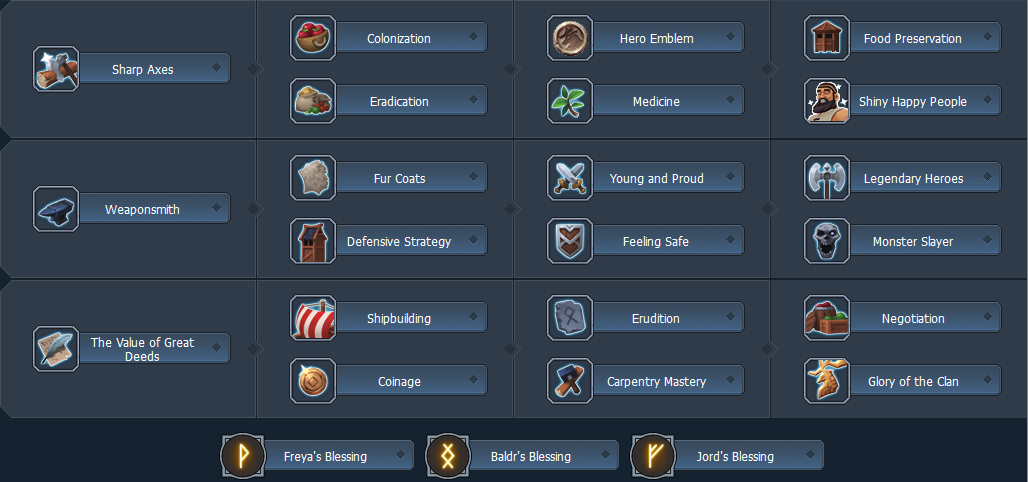 Sharp Axes
Colonization
Hero Emblem
Food Preservation
Eradication
Medicine
Shiny Happy People
Weaponsmith
Fur Coats
Young and Proud
Legendary Heroes
Defensive Strategy
Feeling Safe
Monster Slayer
The Value of Great
Deeds
Shipbuilding
Erudition
Negotiation
Coinage
Carpentry Mastery
Glory of the Clan
Freya's Blessing
Baldr's Blessing
Jord's Blessing